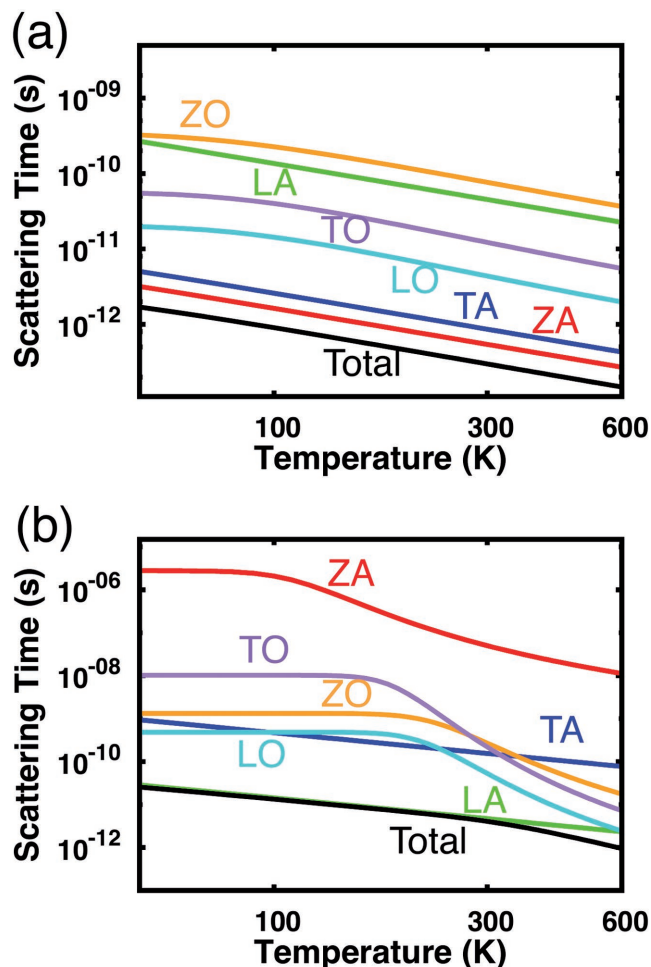 (a)
Scattering Time (s)
10⁻⁰⁹
10⁻¹⁰
10⁻¹¹
10⁻¹²
ZO
LA
TO
LO
TA
ZA
Total
100
300
600
Temperature (K)
(b)
Scattering Time (s)
10⁻⁰⁶
10⁻⁰⁸
10⁻¹⁰
10⁻¹²
ZA
TO
ZO
TA
LO
LA
Total
100
300
600
Temperature (K)